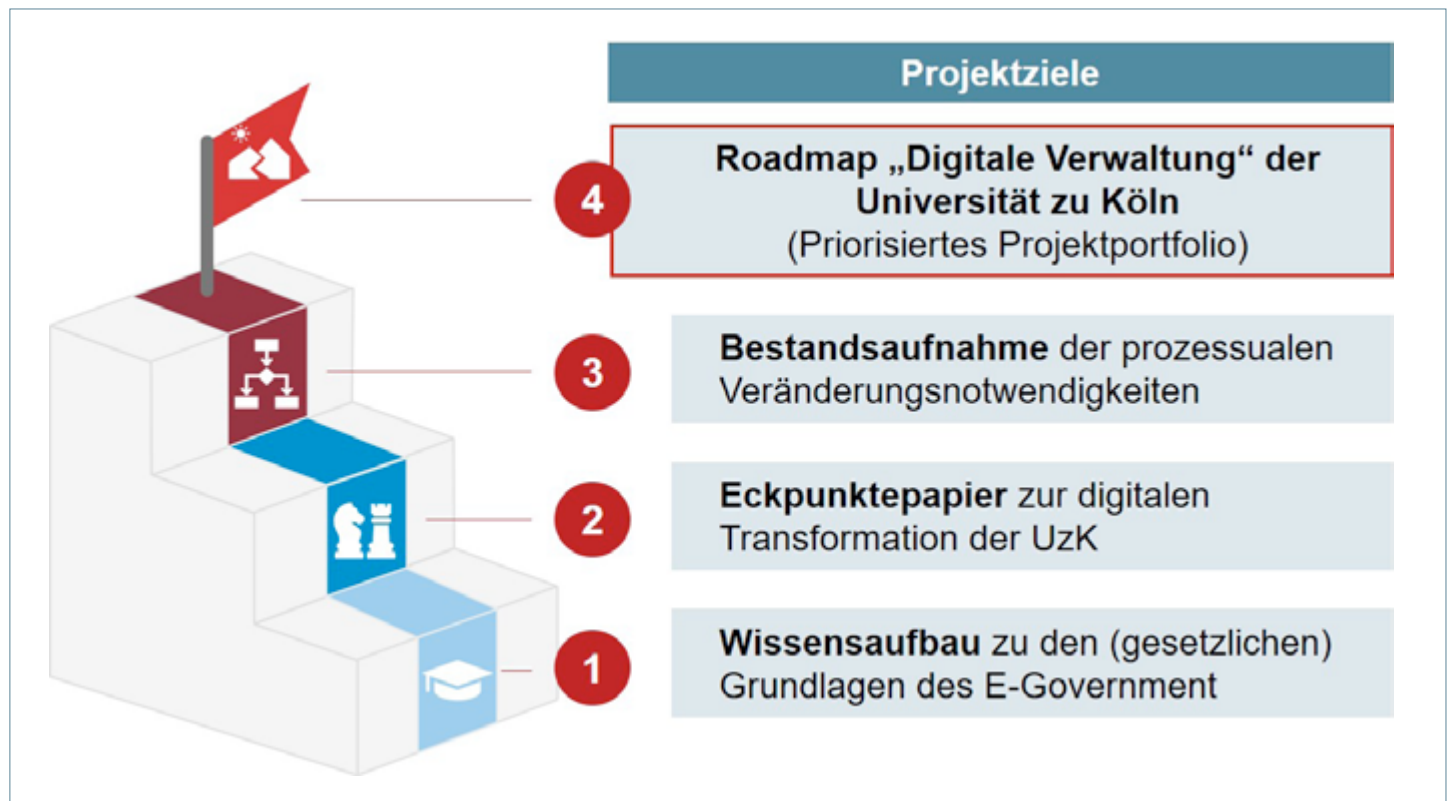 Projektziele
4
Roadmap „Digitale Verwaltung“ der
Universität zu Köln
(Priorisiertes Projektportfolio)
3
Bestandsaufnahme der prozessualen
Veränderungsnotwendigkeiten
2
Eckpunktepapier zur digitalen
Transformation der UzK
1
Wissensaufbau zu den (gesetzlichen)
Grundlagen des E-Government